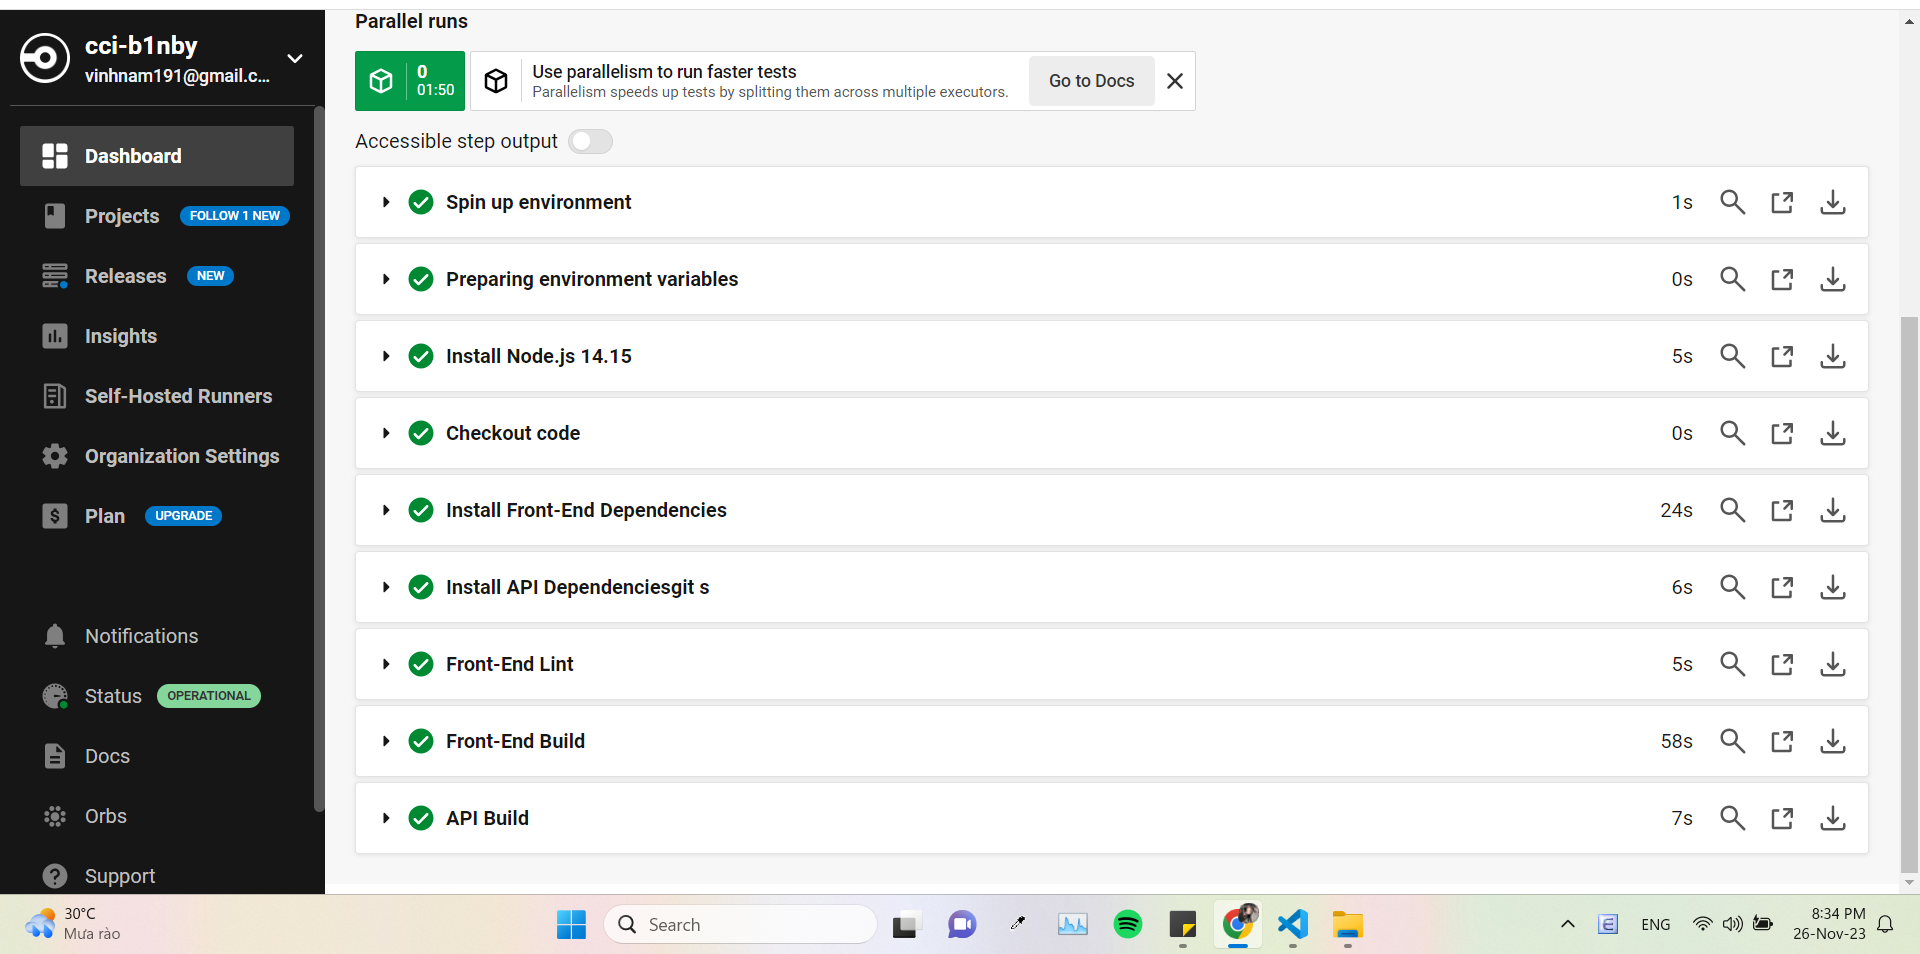 Parallel runs
cci-b1nby
vinhnam191@gmail.c...
0
01:50
Use parallelism to run faster tests
Parallelism speeds up tests by splitting them across multiple executors.
Go to Docs
Accessible step output
Dashboard
Projects FOLLOW 1 NEW
Releases NEW
Insights
Self-Hosted Runners
Organization Settings
Plan UPGRADE
Notifications
Status OPERATIONAL
Docs
Orbs
Support
Spin up environment 1s
Preparing environment variables 0s
Install Node.js 14.15 5s
Checkout code 0s
Install Front-End Dependencies 24s
Install API Dependenciesgit s 6s
Front-End Lint 5s
Front-End Build 58s
API Build 7s
30°C
Mưa rào
Search
ENG
8:34 PM
26-Nov-23